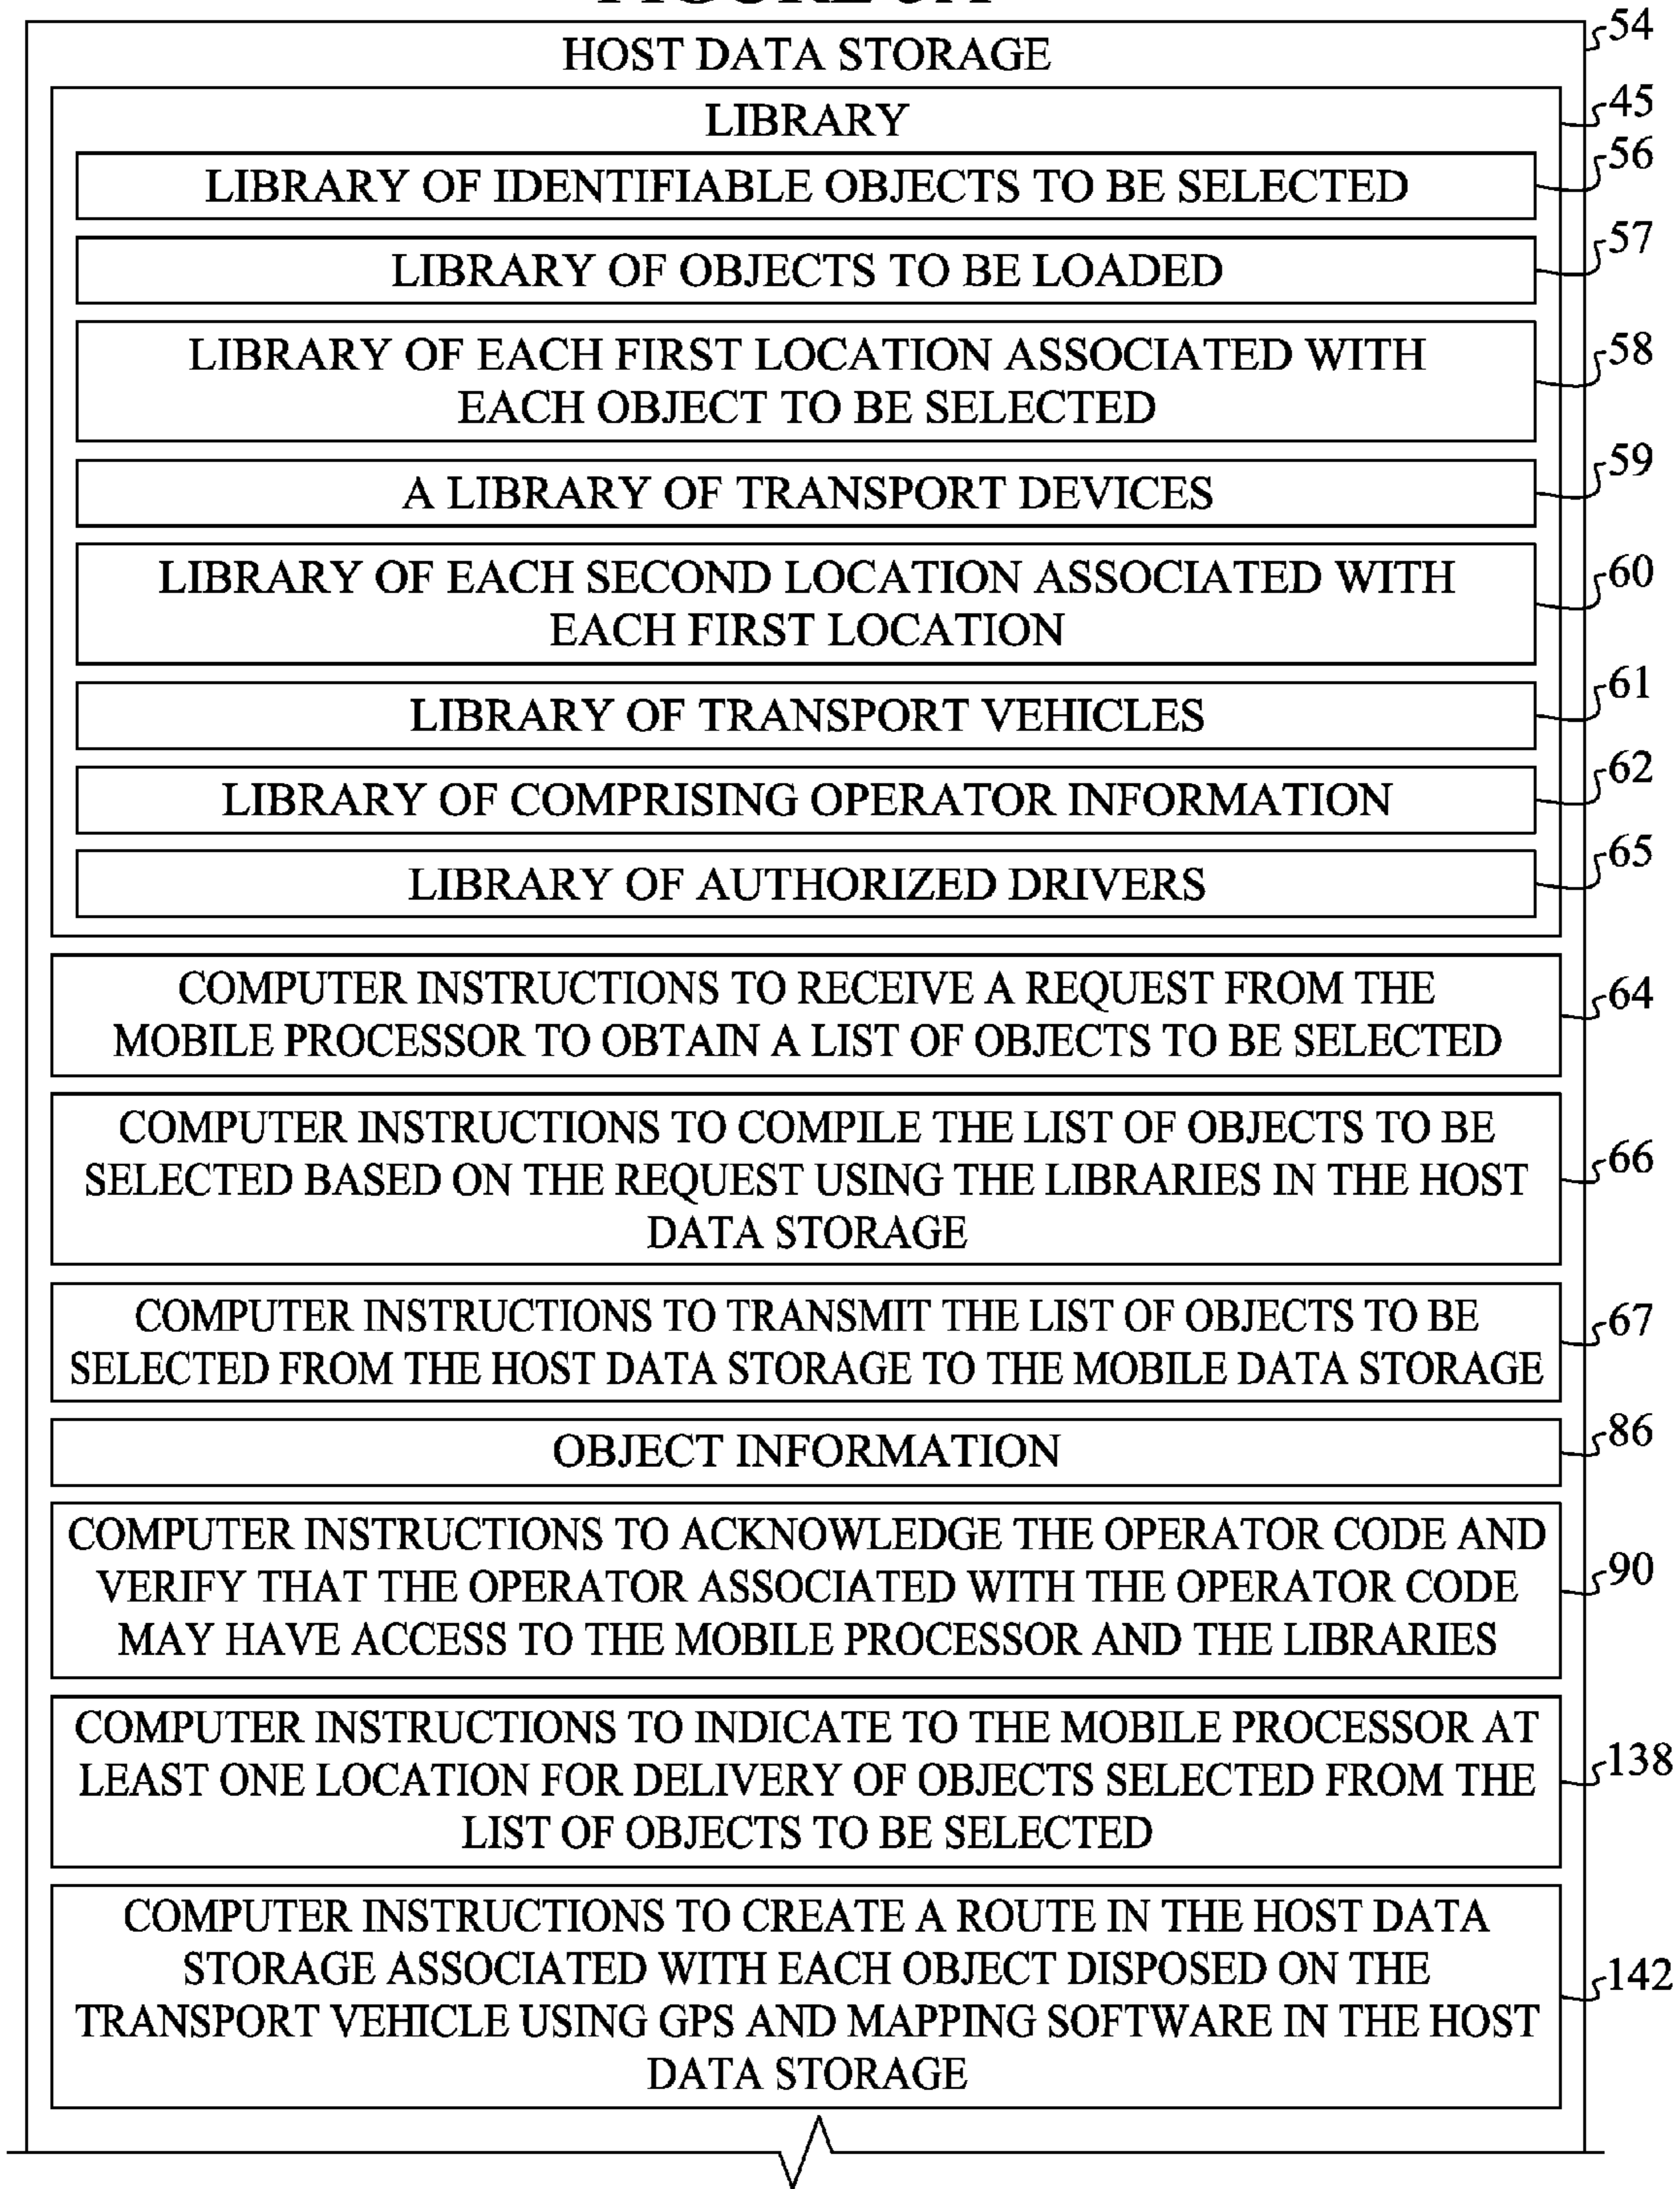 HOST DATA STORAGE
54
LIBRARY
45
LIBRARY OF IDENTIFIABLE OBJECTS TO BE SELECTED
56
LIBRARY OF OBJECTS TO BE LOADED
57
LIBRARY OF EACH FIRST LOCATION ASSOCIATED WITH
EACH OBJECT TO BE SELECTED
58
A LIBRARY OF TRANSPORT DEVICES
59
LIBRARY OF EACH SECOND LOCATION ASSOCIATED WITH
EACH FIRST LOCATION
60
LIBRARY OF TRANSPORT VEHICLES
61
LIBRARY OF COMPRISING OPERATOR INFORMATION
62
LIBRARY OF AUTHORIZED DRIVERS
65
COMPUTER INSTRUCTIONS TO RECEIVE A REQUEST FROM THE
MOBILE PROCESSOR TO OBTAIN A LIST OF OBJECTS TO BE SELECTED
64
COMPUTER INSTRUCTIONS TO COMPILE THE LIST OF OBJECTS TO BE
SELECTED BASED ON THE REQUEST USING THE LIBRARIES IN THE HOST
DATA STORAGE
66
COMPUTER INSTRUCTIONS TO TRANSMIT THE LIST OF OBJECTS TO BE
SELECTED FROM THE HOST DATA STORAGE TO THE MOBILE DATA STORAGE
67
OBJECT INFORMATION
86
COMPUTER INSTRUCTIONS TO ACKNOWLEDGE THE OPERATOR CODE AND
VERIFY THAT THE OPERATOR ASSOCIATED WITH THE OPERATOR CODE
MAY HAVE ACCESS TO THE MOBILE PROCESSOR AND THE LIBRARIES
90
COMPUTER INSTRUCTIONS TO INDICATE TO THE MOBILE PROCESSOR AT
LEAST ONE LOCATION FOR DELIVERY OF OBJECTS SELECTED FROM THE
LIST OF OBJECTS TO BE SELECTED
138
COMPUTER INSTRUCTIONS TO CREATE A ROUTE IN THE HOST DATA
STORAGE ASSOCIATED WITH EACH OBJECT DISPOSED ON THE
TRANSPORT VEHICLE USING GPS AND MAPPING SOFTWARE IN THE HOST
DATA STORAGE
142